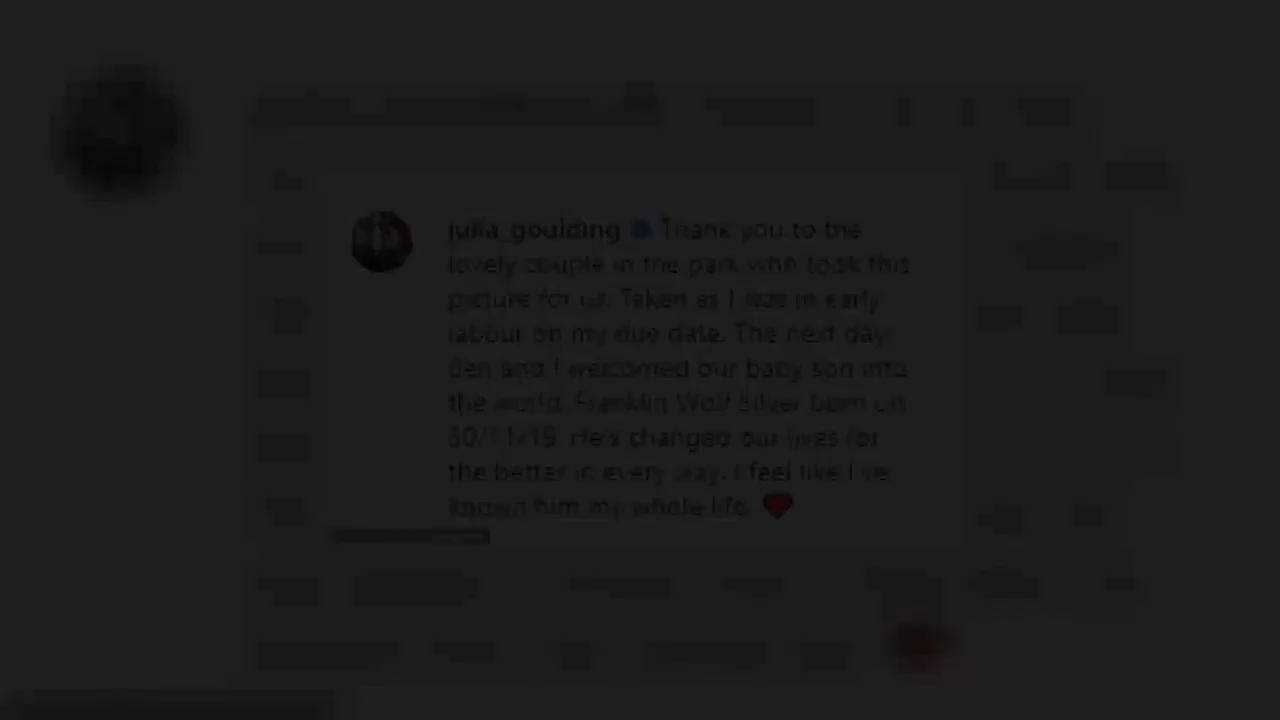 julia_goulding Thank you to the
lovely couple in the park who took this
picture for us. Taken as I was in early
labour on my due date. The next day,
Ben and I welcomed our baby son into
the world. Franklin Wolf Silver born on
30/11/19. He's changed our lives for
the better in every way. I feel like I've
known him my whole life. ❤